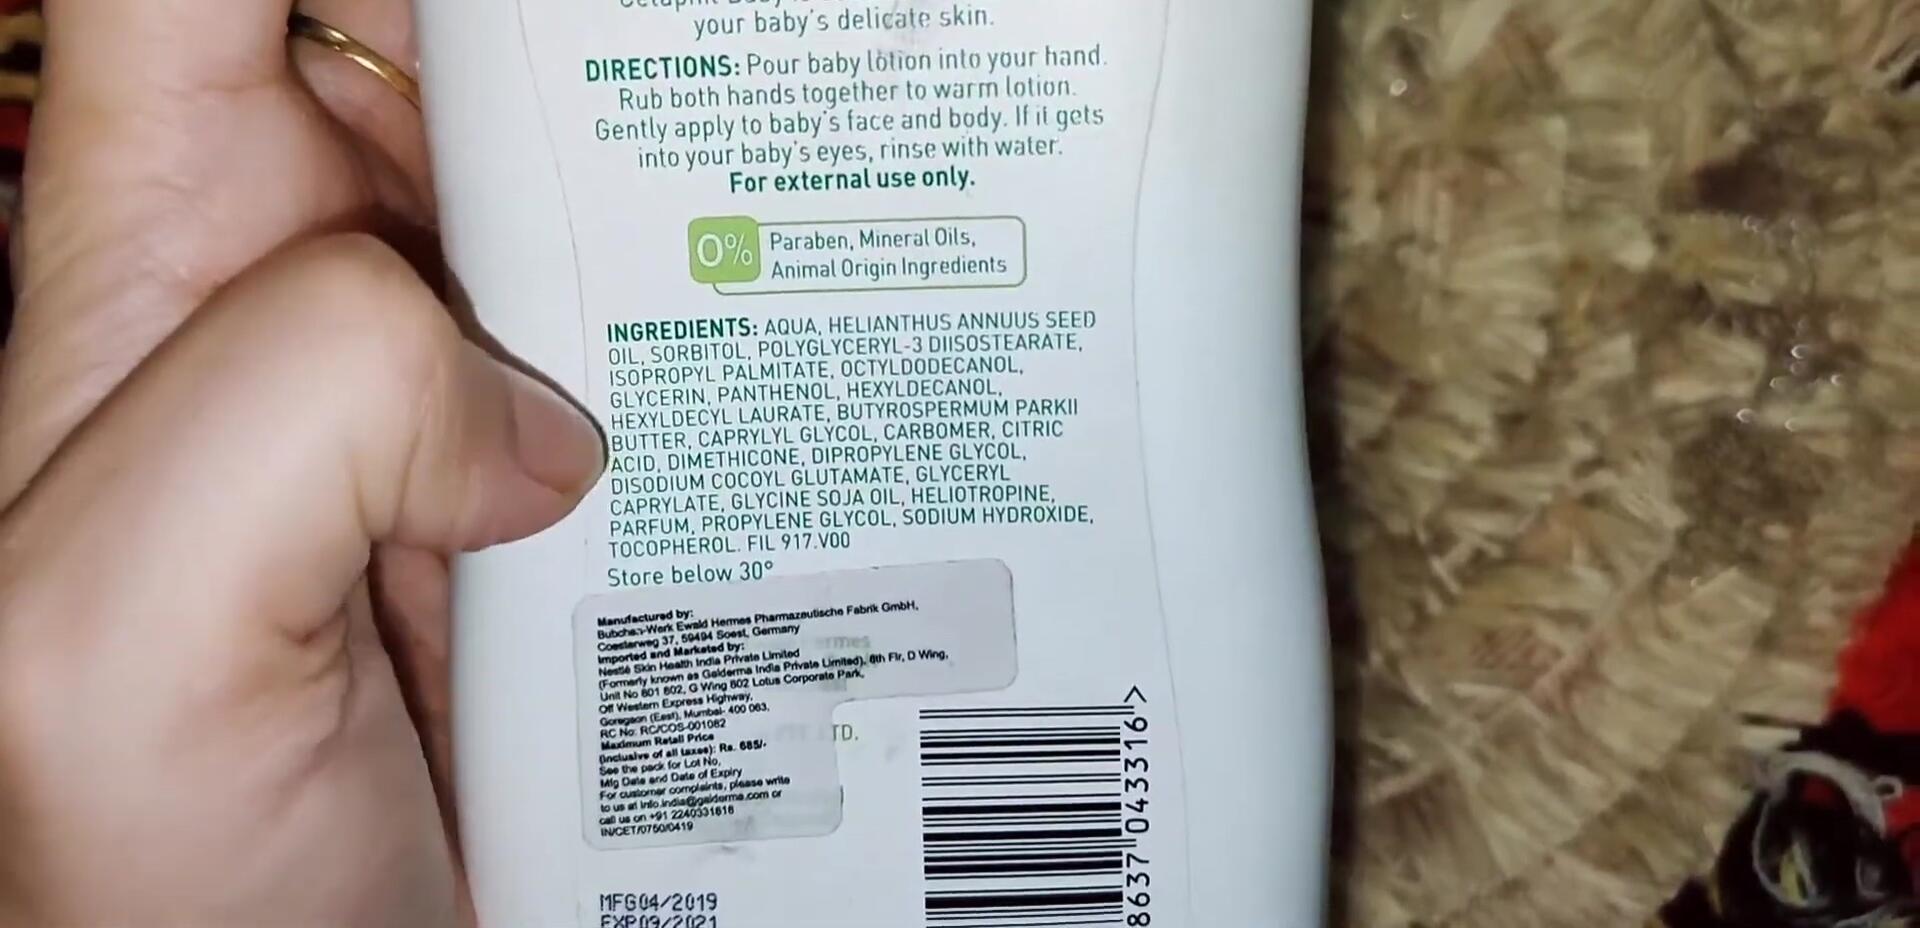 your baby's delicate skin.
DIRECTIONS: Pour baby lotion into your hand.
Rub both hands together to warm lotion.
Gently apply to baby's face and body. If it gets
into your baby's eyes, rinse with water.
For external use only.
0%
Paraben, Mineral Oils,
Animal Origin Ingredients
INGREDIENTS: AQUA, HELIANTHUS ANNUUS SEED
OIL, SORBITOL, POLYGLYCERYL-3 DIISOSTEARATE,
ISOPROPYL PALMITATE, OCTYLDODECANOL,
GLYCERIN, PANTHENOL, HEXYLDECANOL,
HEXYLDECYL LAURATE, BUTYROSPERMUM PARKII
BUTTER, CAPRYLYL GLYCOL, CARBOMER, CITRIC
ACID, DIMETHICONE, DIPROPYLENE GLYCOL,
DISODIUM COCOYL GLUTAMATE, GLYCERYL
CAPRYLATE, GLYCINE SOJA OIL, HELIOTROPINE,
PARFUM, PROPYLENE GLYCOL, SODIUM HYDROXIDE,
TOCOPHEROL. FIL 917.V00
Store below 30°
Manufactured by:
Bubchen-Werk Ewald Hermes Pharmazeutische Fabrik GmbH,
Coesterweg 37, 59494 Soest, Germany
Imported and Marketed by:
Nestlé Skin Health India Private Limited
(Formerly known as Galderma India Private Limited), 6th Flr, D Wing,
Unit No 601 602, G Wing 602 Lotus Corporate Park,
Off Western Express Highway,
Goregaon (East), Mumbai- 400 063.
RC No: RC/COS-001082
Maximum Retail Price
(inclusive of all taxes): Rs. 685/-
See the pack for Lot No,
Mfg Date and Date of Expiry
For customer complaints, please write
to us at info.india@galderma.com or
call us on +91 2240331618
IN/CET/0750/0419
TD.
MFG04/2019
EXP09/2021
8637 043316 >